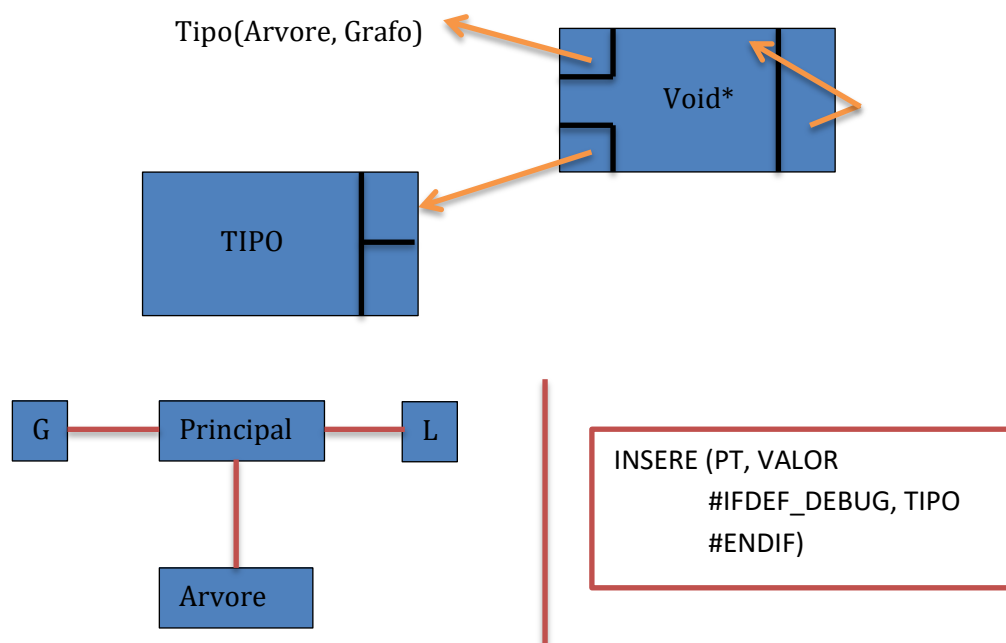 Tipo(Arvore, Grafo)
Void*
TIPO
G
Principal
L
Arvore
INSERE (PT, VALOR
#IFDEF_DEBUG, TIPO
#ENDIF)